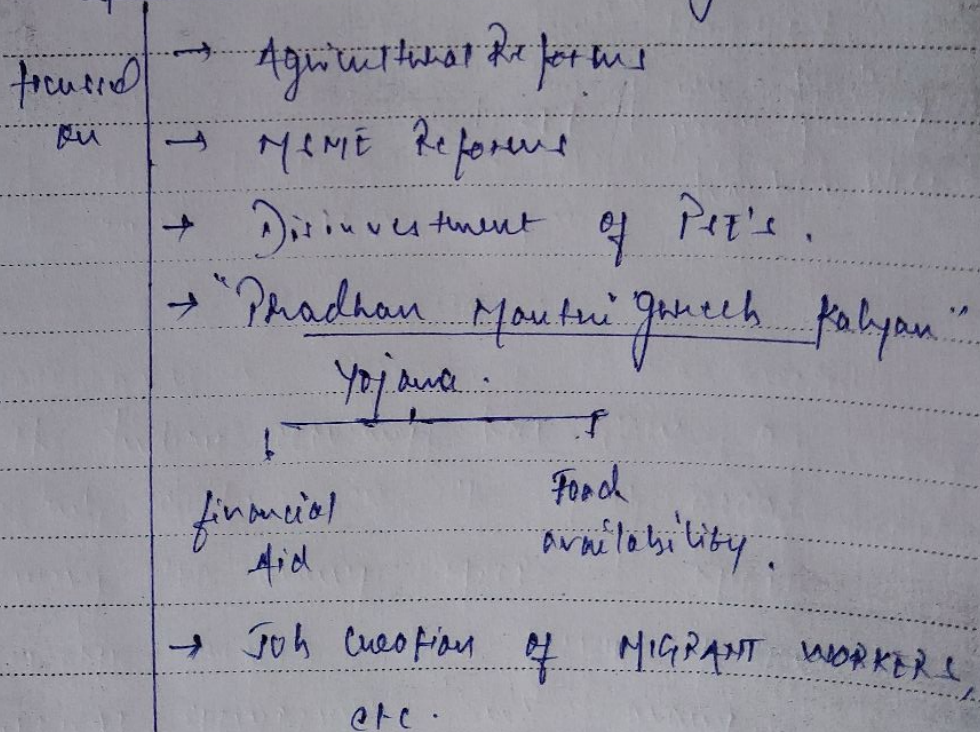 focused
on
→ Agricultural Reforms
→ MSME Reforms
→ Disinvestment of PSE's.
→ "Pradhan Mantri Gareeb Kalyan"
Yojana.
financial
Aid
Food
availability.
→ Job Creation of MIGRANT WORKERS,
etc.